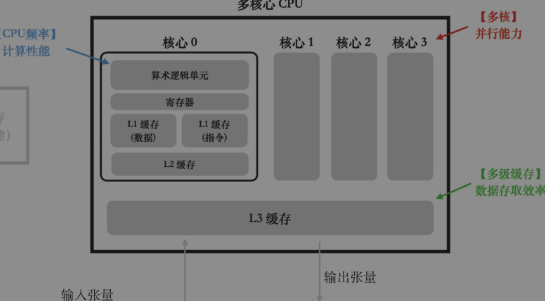 多核心 CPU
【CPU频率】
计算性能
【多核】
并行能力
核心 0
核心 1
核心 2
核心 3
算术逻辑单元
寄存器
L1 缓存
(数据)
L1 缓存
(指令)
L2 缓存
【多级缓存】
数据存取效率
L3 缓存
输入张量
输出张量